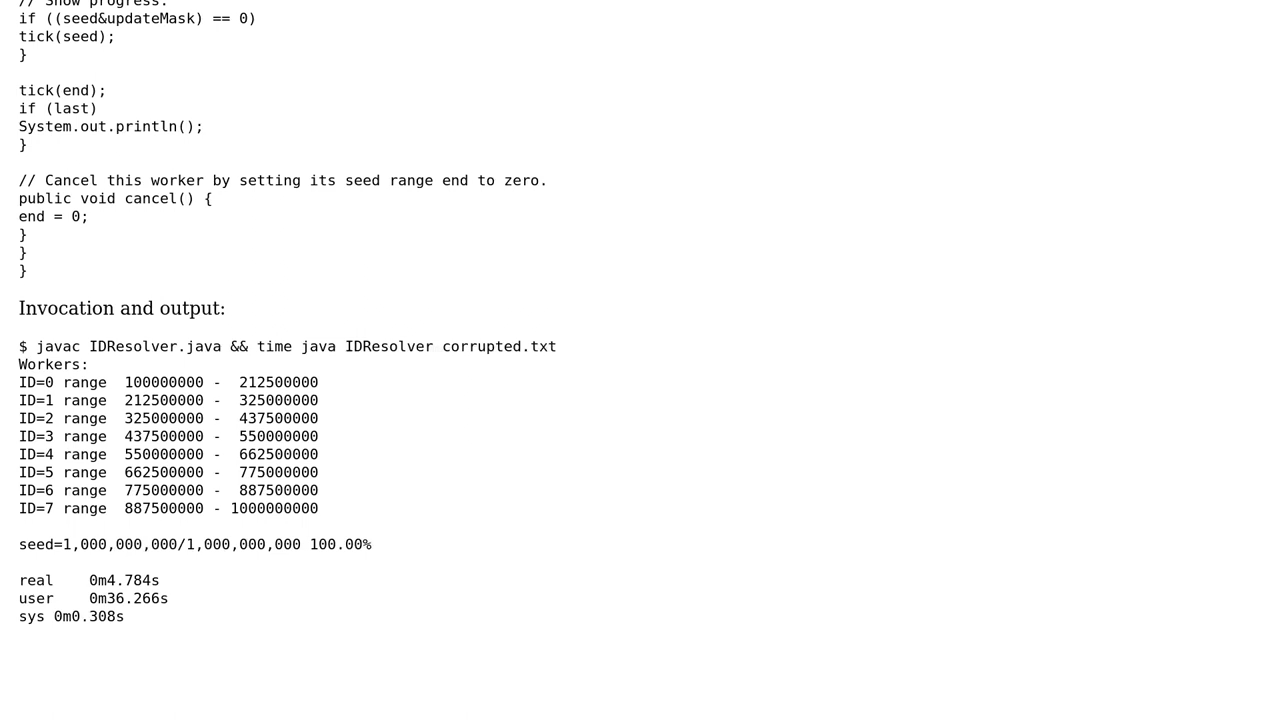 // Show progress.
if ((seed&updateMask) == 0)
tick(seed);
}
tick(end);
if (last)
System.out.println();
}
// Cancel this worker by setting its seed range end to zero.
public void cancel() {
end = 0;
}
}
}
Invocation and output:
$ javac IDResolver.java && time java IDResolver corrupted.txt
Workers:
ID=0 range  100000000 -  212500000
ID=1 range  212500000 -  325000000
ID=2 range  325000000 -  437500000
ID=3 range  437500000 -  550000000
ID=4 range  550000000 -  662500000
ID=5 range  662500000 -  775000000
ID=6 range  775000000 -  887500000
ID=7 range  887500000 - 1000000000
seed=1,000,000,000/1,000,000,000 100.00%
real    0m4.784s
user    0m36.266s
sys 0m0.308s